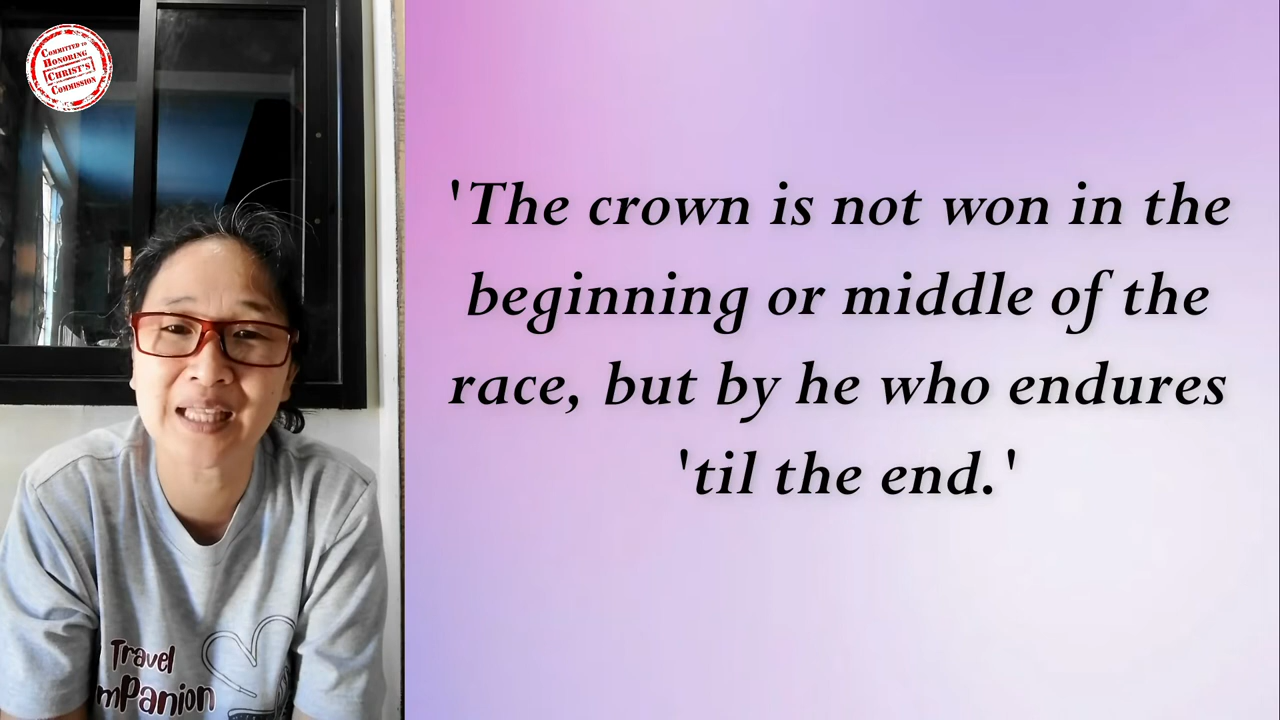 COMMITTED TO
HONORING
CHRIST'S
COMMISSION
'The crown is not won in the
beginning or middle of the
race, but by he who endures
'til the end.'
Travel
mPanion